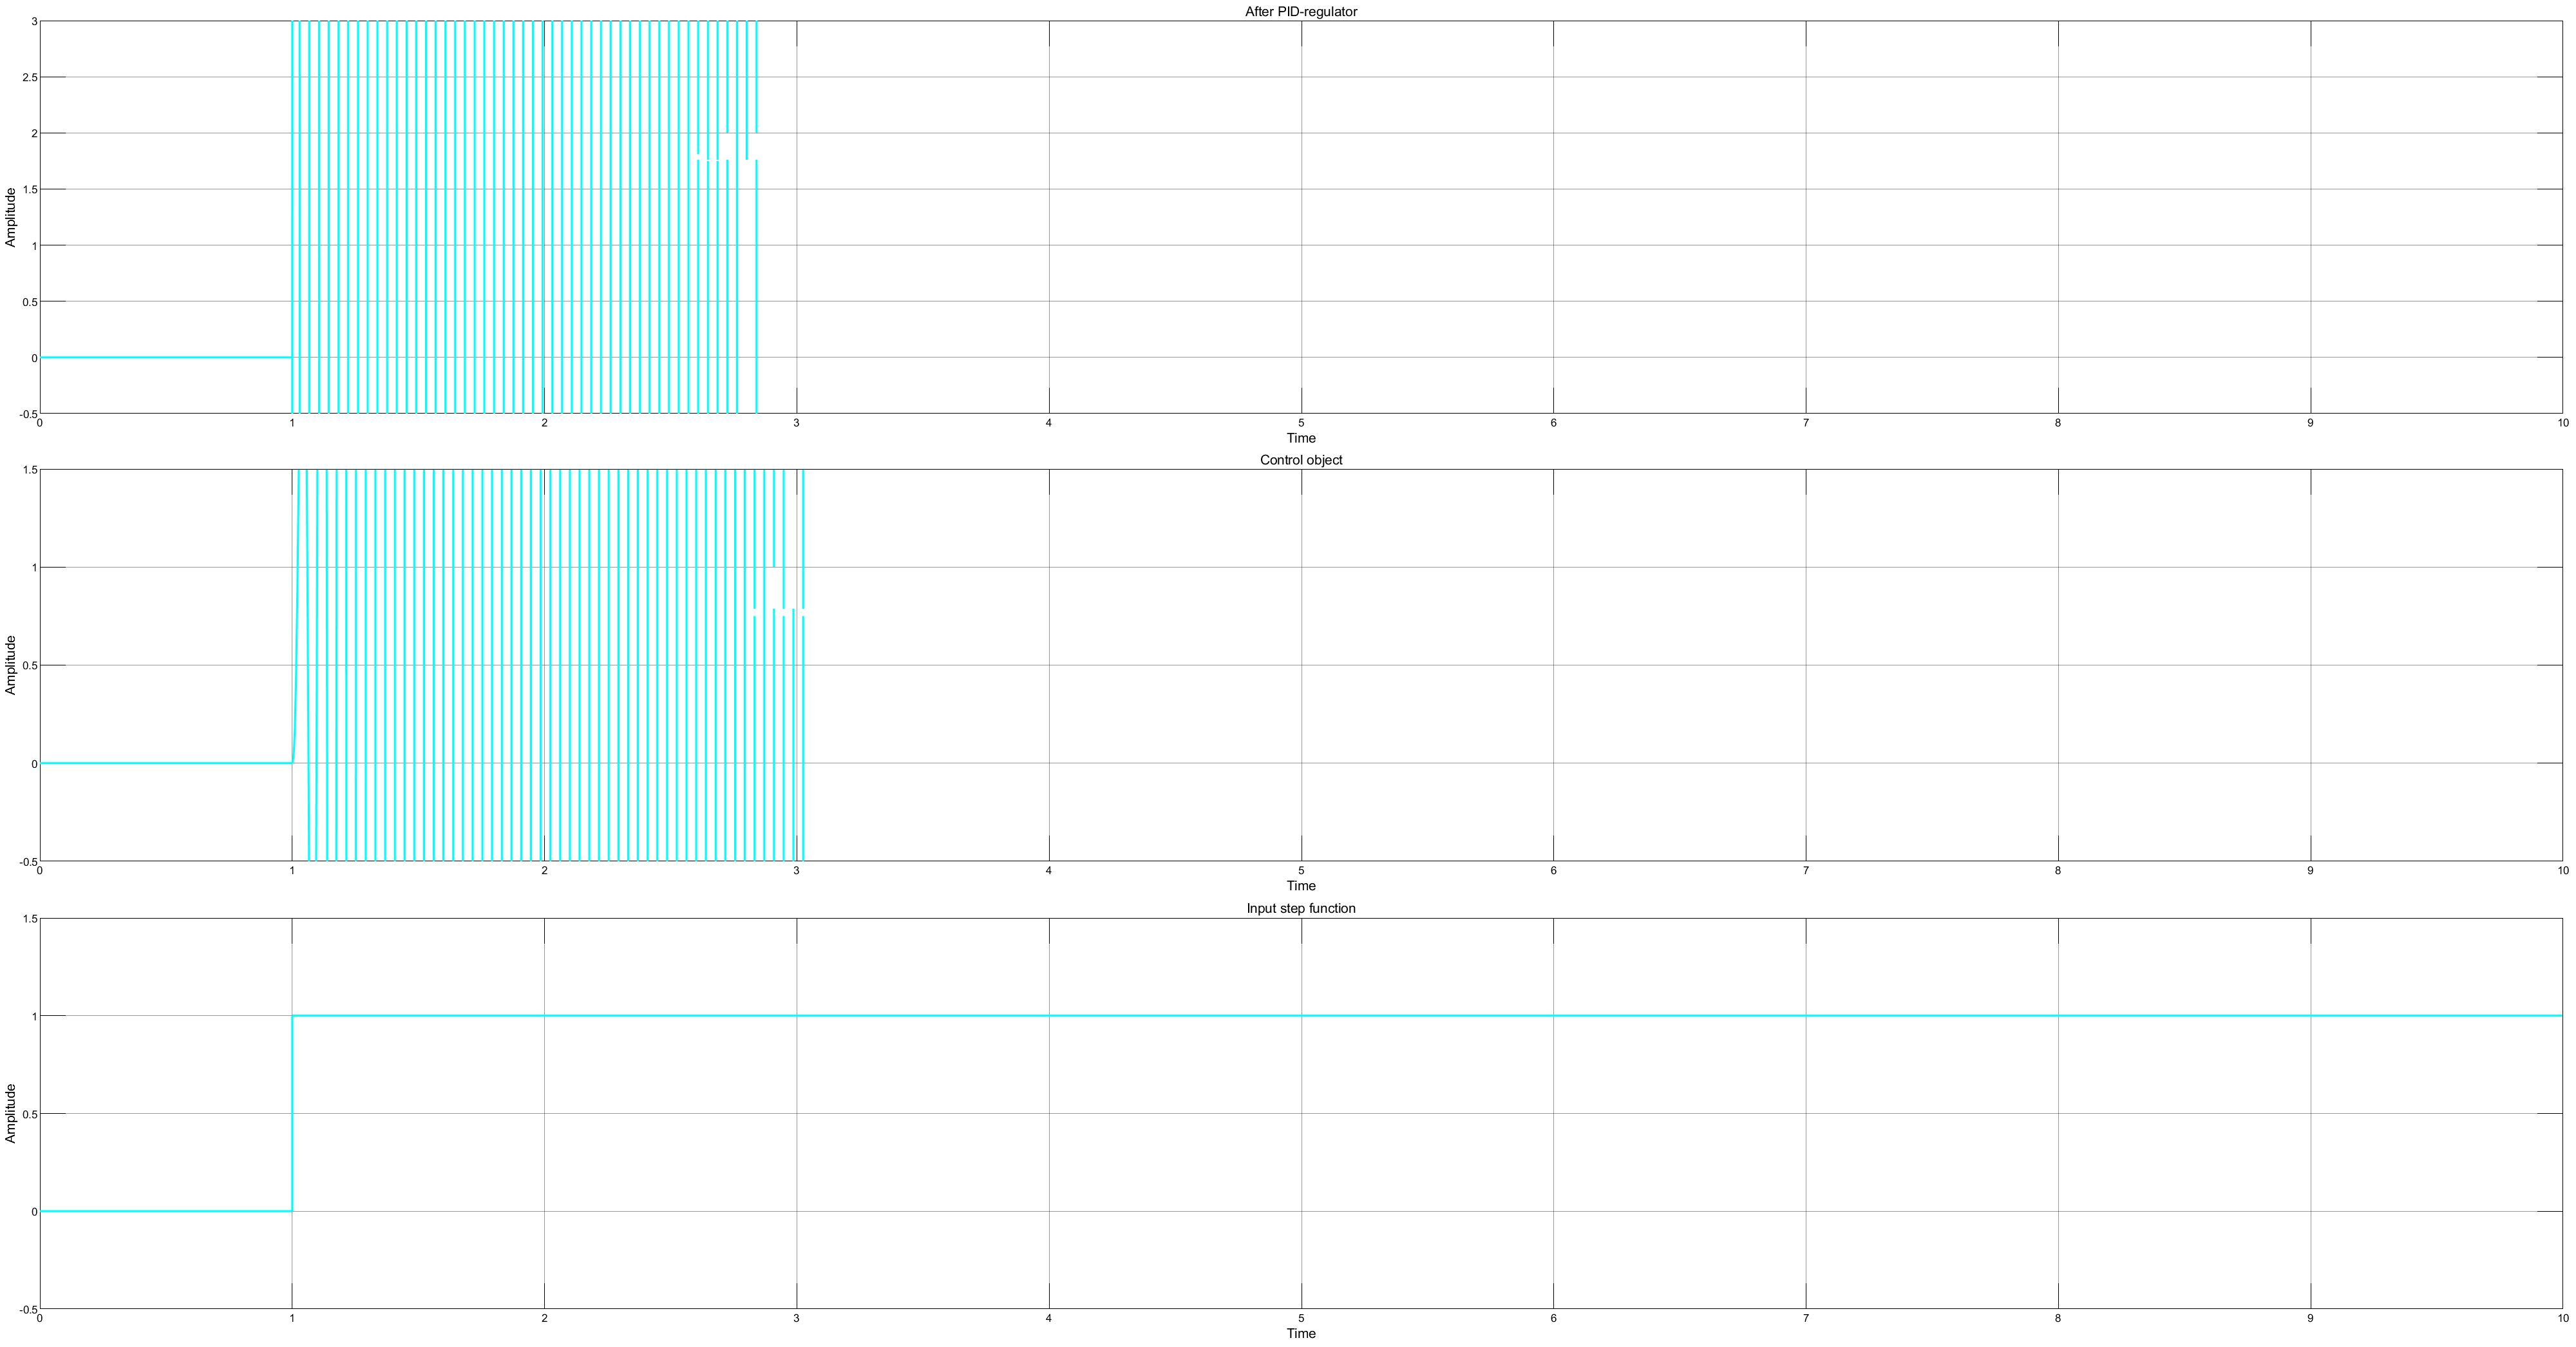 After PID-regulator
3
2.5
2
1.5
1
0.5
0
-0.5
Amplitude
0 1 2 3 4 5 6 7 8 9 10
Time
Control object
1.5
1
0.5
0
-0.5
Amplitude
0 1 2 3 4 5 6 7 8 9 10
Time
Input step function
1.5
1
0.5
0
-0.5
Amplitude
0 1 2 3 4 5 6 7 8 9 10
Time